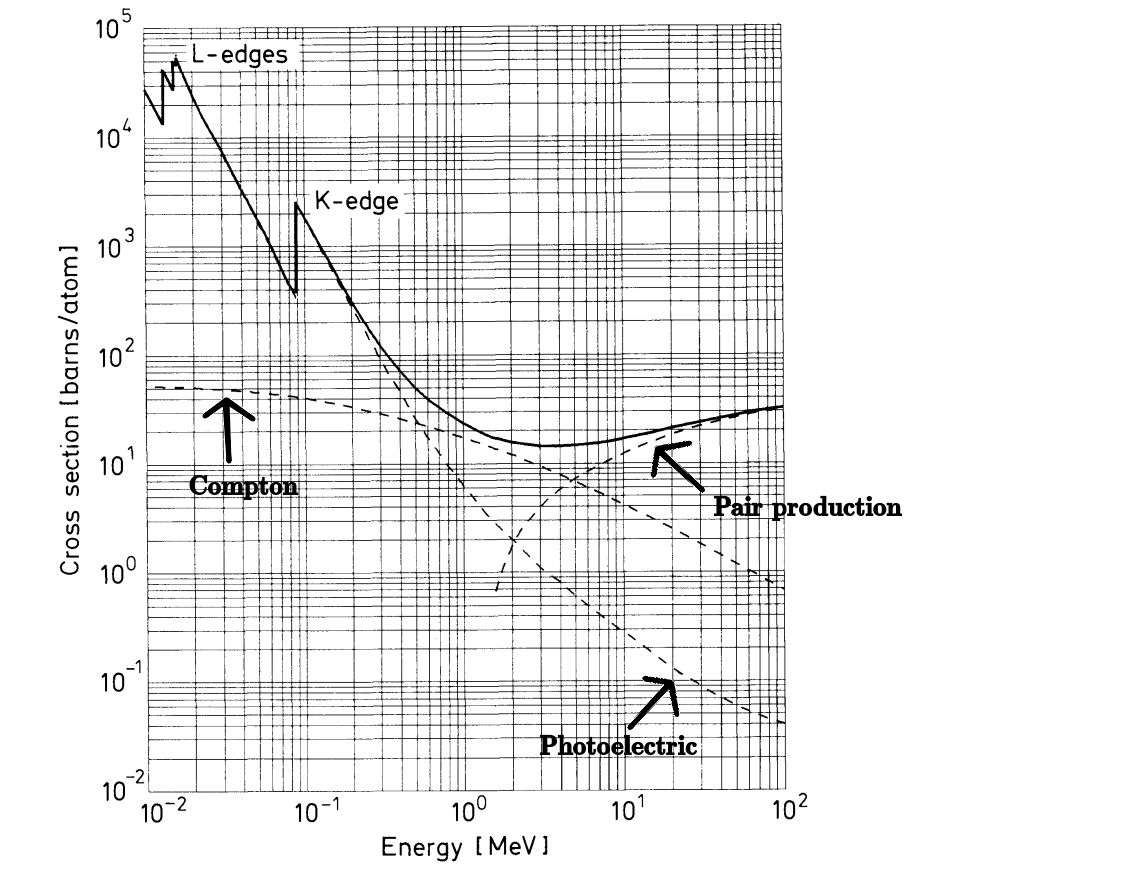 10^5
L-edges
10^4
K-edge
10^3
10^2
10^1
Compton
Pair production
10^0
10^-1
Photoelectric
10^-2
10^-2 10^-1 10^0 10^1 10^2
Energy [MeV]
Cross section [barns/atom]